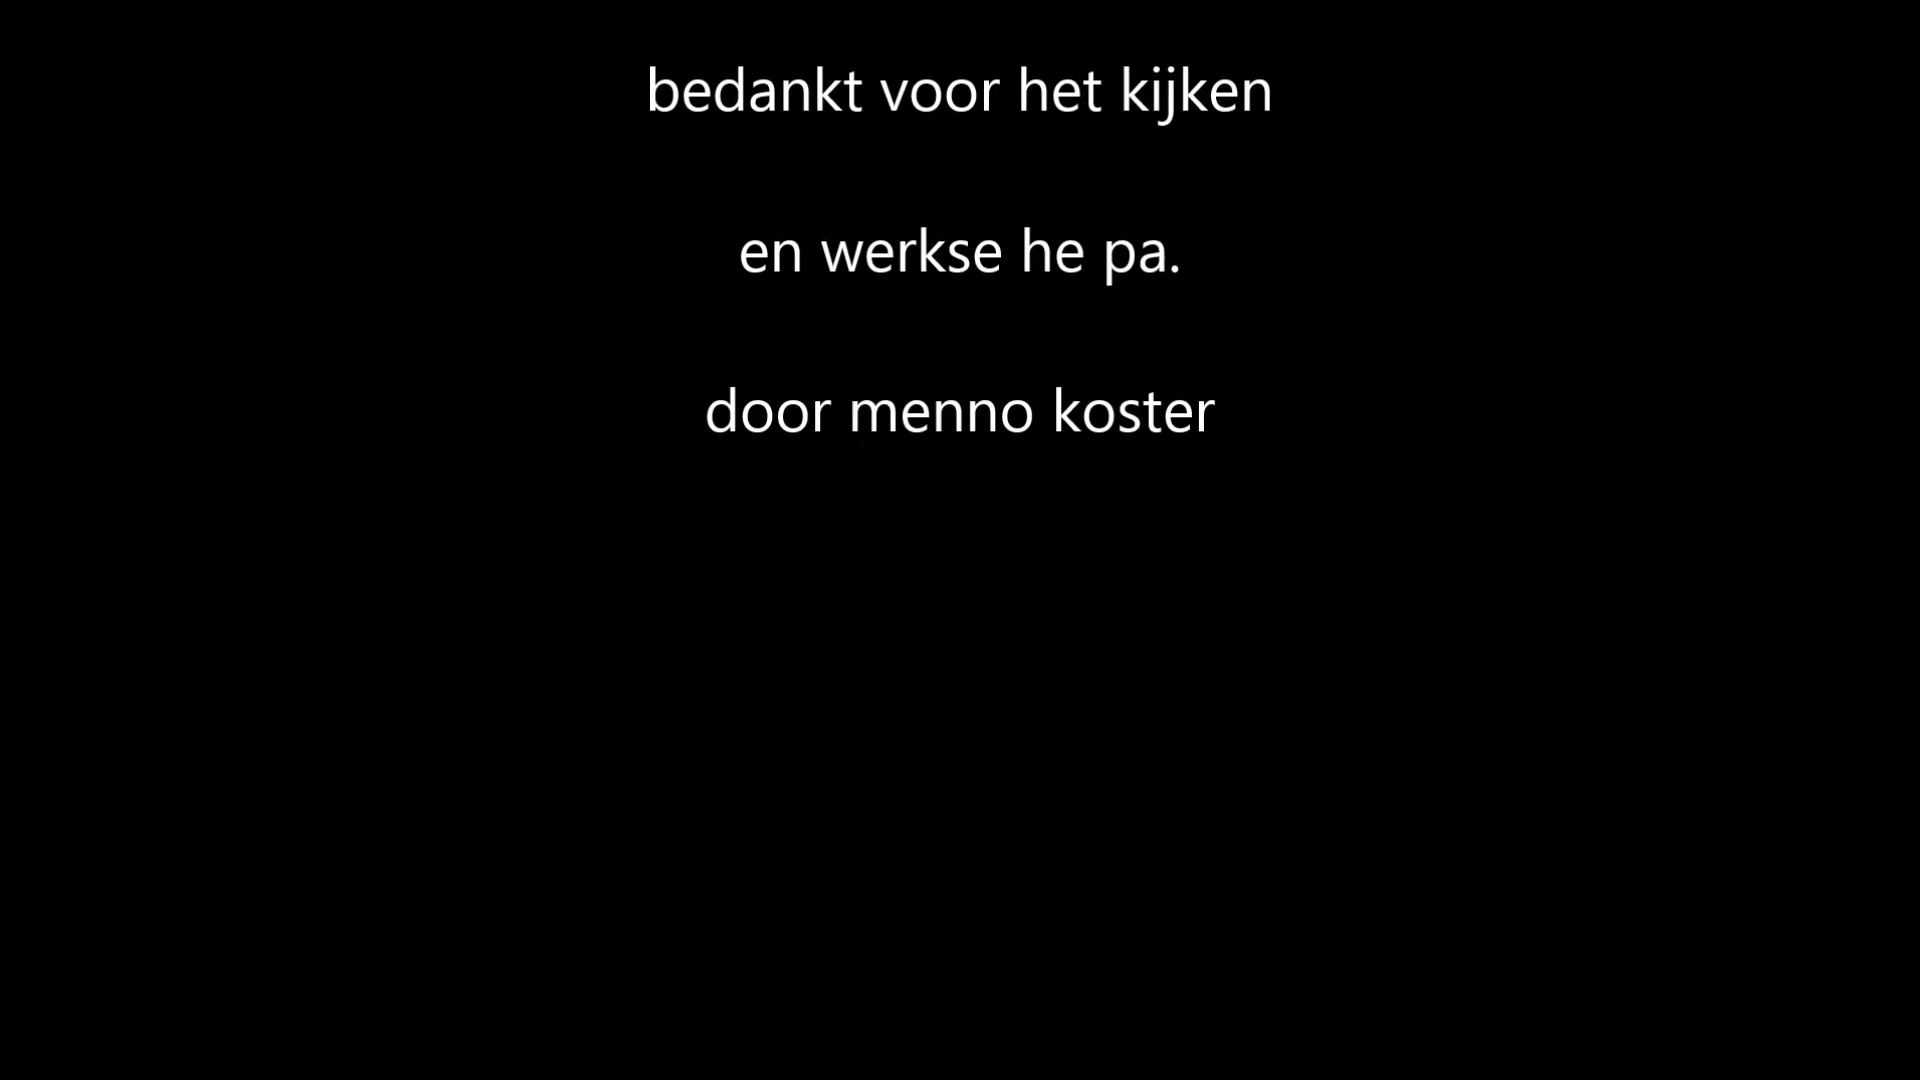 bedankt voor het kijken
en werkse he pa.
door menno koster